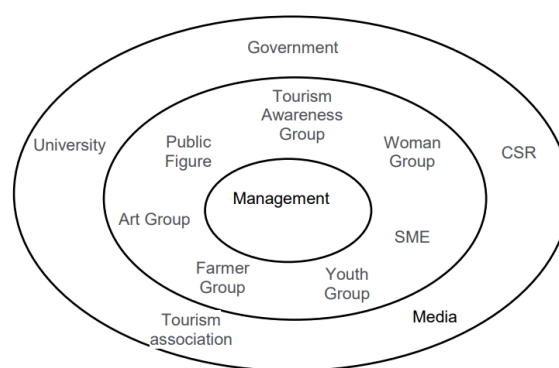 Government
Tourism
Awareness
Group
University
Public
Figure
Woman
Group
CSR
Management
Art Group
SME
Farmer
Group
Youth
Group
Tourism
association
Media